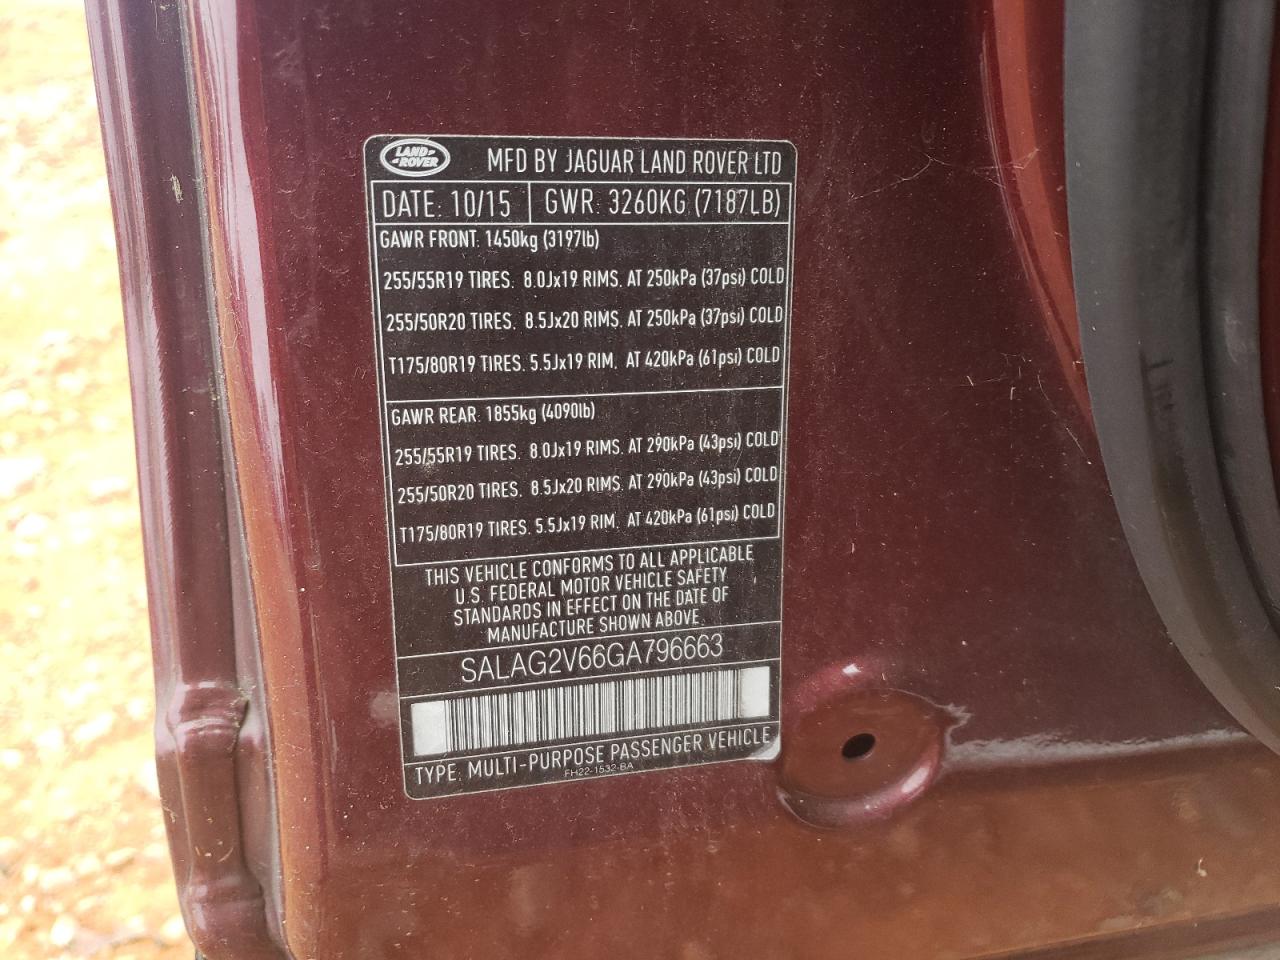 LAND-
-ROVER
MFD BY JAGUAR LAND ROVER LTD
DATE: 10/15 GWR: 3260KG (7187LB)
GAWR FRONT: 1450kg (3197lb)
255/55R19 TIRES. 8.0Jx19 RIMS. AT 250kPa (37psi) COLD
255/50R20 TIRES. 8.5Jx20 RIMS. AT 250kPa (37psi) COLD
T175/80R19 TIRES. 5.5Jx19 RIM. AT 420kPa (61psi) COLD
GAWR REAR: 1855kg (4090lb)
255/55R19 TIRES. 8.0Jx19 RIMS. AT 290kPa (43psi) COLD
255/50R20 TIRES. 8.5Jx20 RIMS. AT 290kPa (43psi) COLD
T175/80R19 TIRES. 5.5Jx19 RIM. AT 420kPa (61psi) COLD
THIS VEHICLE CONFORMS TO ALL APPLICABLE
U.S. FEDERAL MOTOR VEHICLE SAFETY
STANDARDS IN EFFECT ON THE DATE OF
MANUFACTURE SHOWN ABOVE.
SALAG2V66GA796663
TYPE: MULTI-PURPOSE PASSENGER VEHICLE
FH22-1532-BA